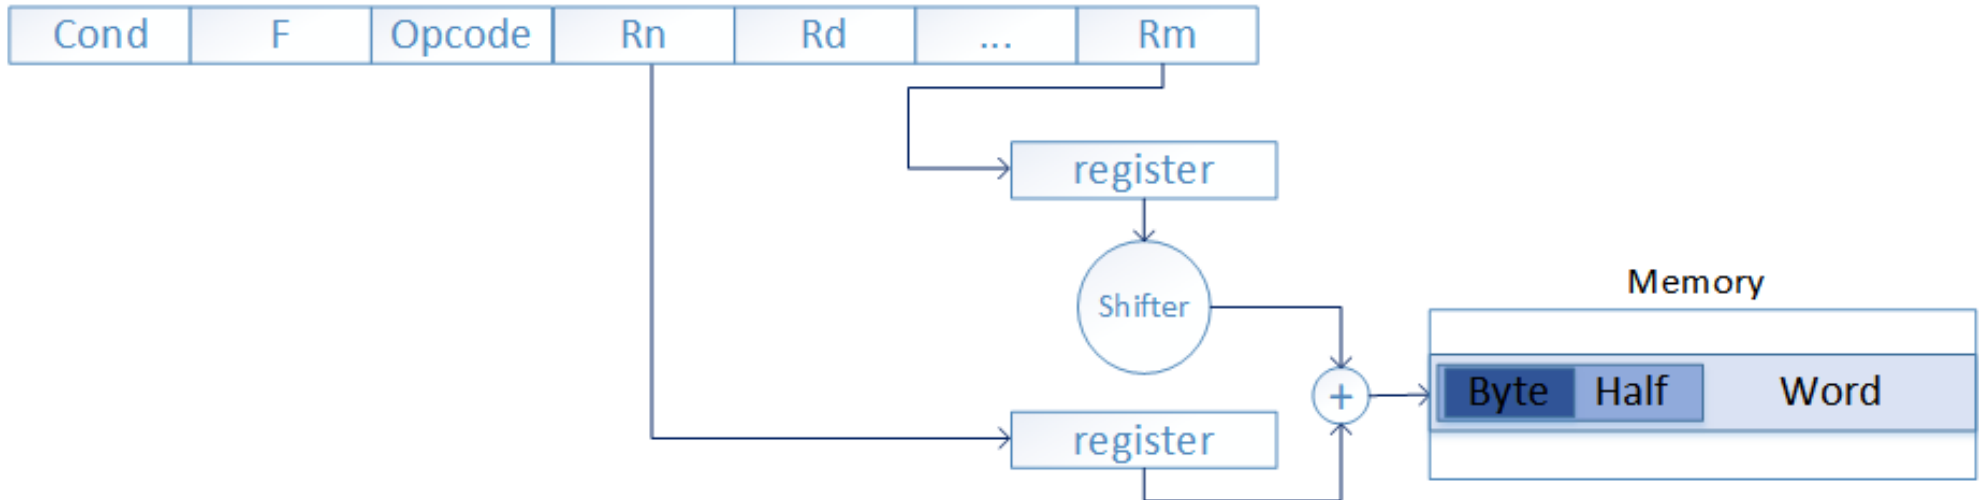 Cond F Opcode Rn Rd ... Rm
register
Shifter
Memory
Byte Half Word
+
register